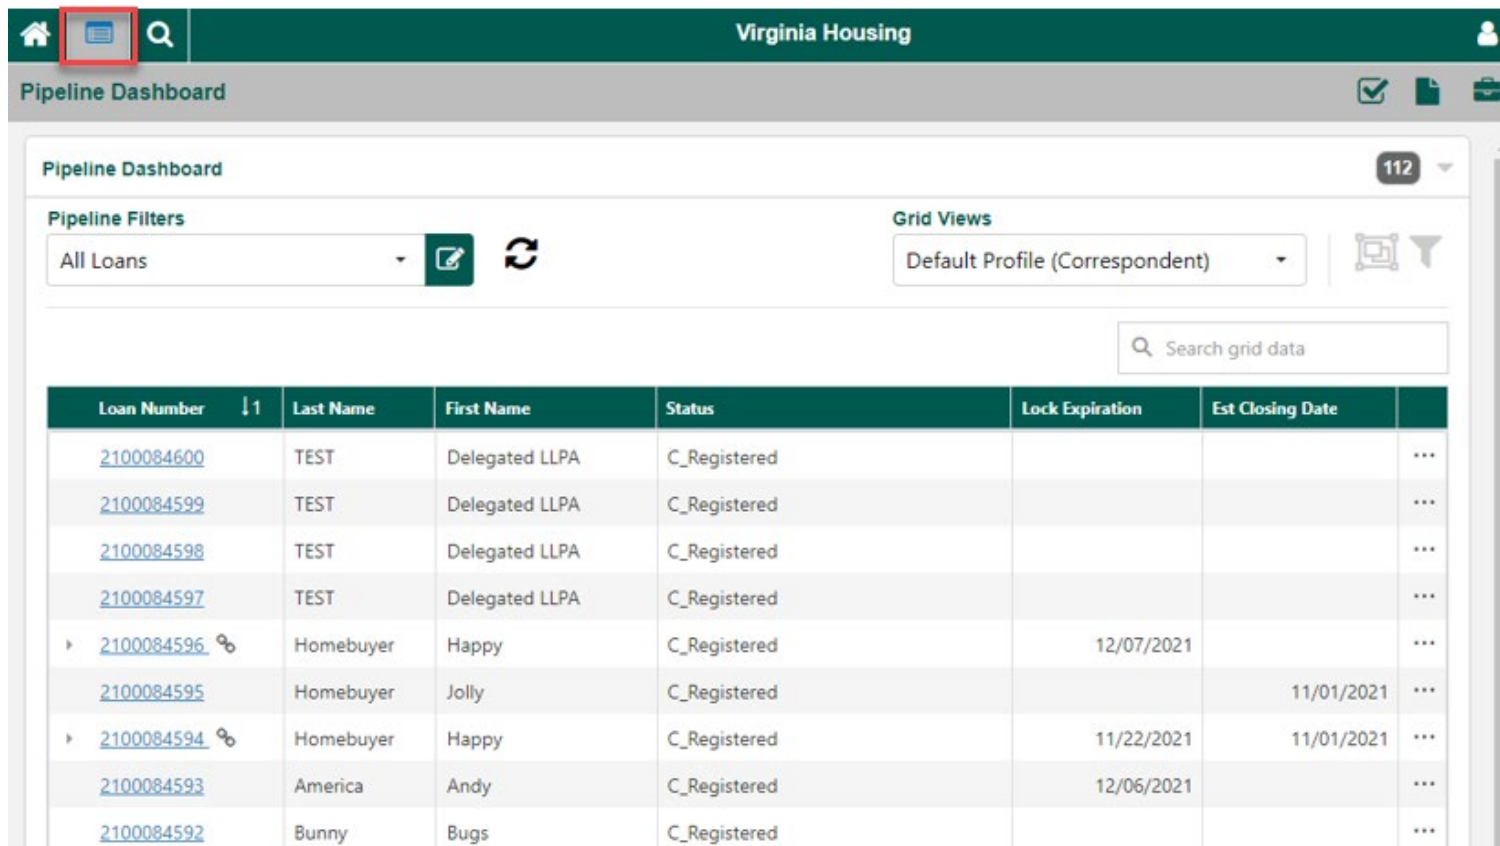 Virginia Housing
Pipeline Dashboard
Pipeline Dashboard 112
Pipeline Filters Grid Views
All Loans Default Profile (Correspondent)
Search grid data
Loan Number 1 Last Name First Name Status Lock Expiration Est Closing Date
2100084600 TEST Delegated LLPA C_Registered ...
2100084599 TEST Delegated LLPA C_Registered ...
2100084598 TEST Delegated LLPA C_Registered ...
2100084597 TEST Delegated LLPA C_Registered ...
2100084596 Homebuyer Happy C_Registered 12/07/2021 ...
2100084595 Homebuyer Jolly C_Registered 11/01/2021 ...
2100084594 Homebuyer Happy C_Registered 11/22/2021 11/01/2021 ...
2100084593 America Andy C_Registered 12/06/2021 ...
2100084592 Bunny Bugs C_Registered ...